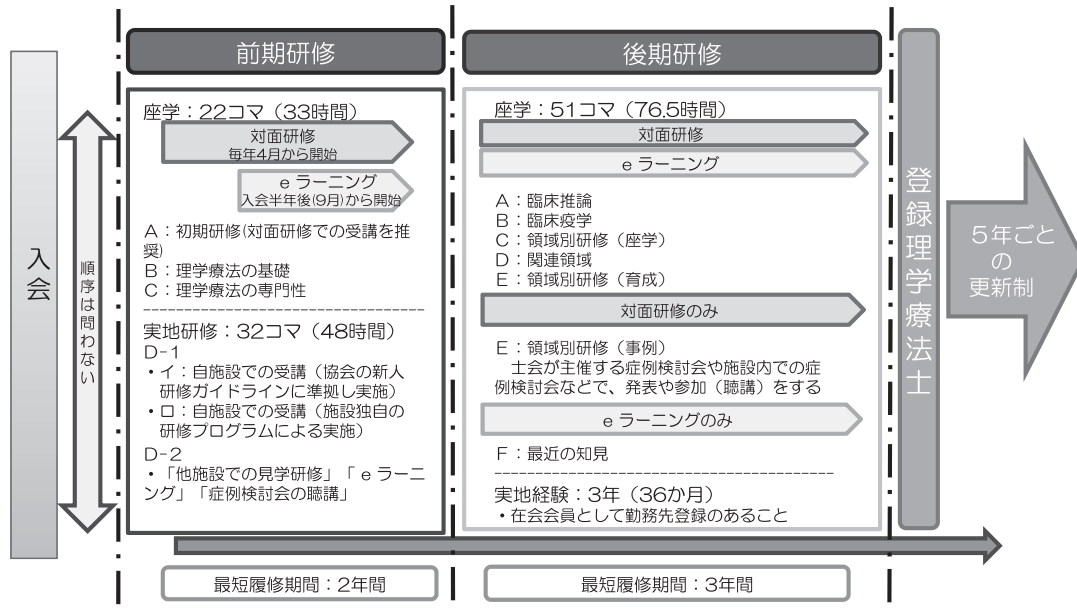 入会
順序は問わない
前期研修
座学：22コマ（33時間）
対面研修
毎年4月から開始
e ラーニング
入会半年後(9月)から開始
A：初期研修(対面研修での受講を推
奨)
B：理学療法の基礎
C：理学療法の専門性
実地研修：32コマ（48時間）
D-1
・イ：自施設での受講（協会の新人
研修ガイドラインに準拠し実施）
・ロ：自施設での受講（施設独自の
研修プログラムによる実施）
D-2
・「他施設での見学研修」「 e ラーニ
ング」「症例検討会の聴講」
最短履修期間：2年間
後期研修
座学：51コマ（76.5時間）
対面研修
e ラーニング
A：臨床推論
B：臨床疫学
C：領域別研修（座学）
D：関連領域
E：領域別研修（育成）
対面研修のみ
E：領域別研修（事例）
士会が主催する症例検討会や施設内での症
例検討会などで、発表や参加（聴講）をする
e ラーニングのみ
F：最近の知見
実地経験：3年（36か月）
・在会会員として勤務先登録のあること
最短履修期間：3年間
登録理学療法士
５年ごと
の
更新制